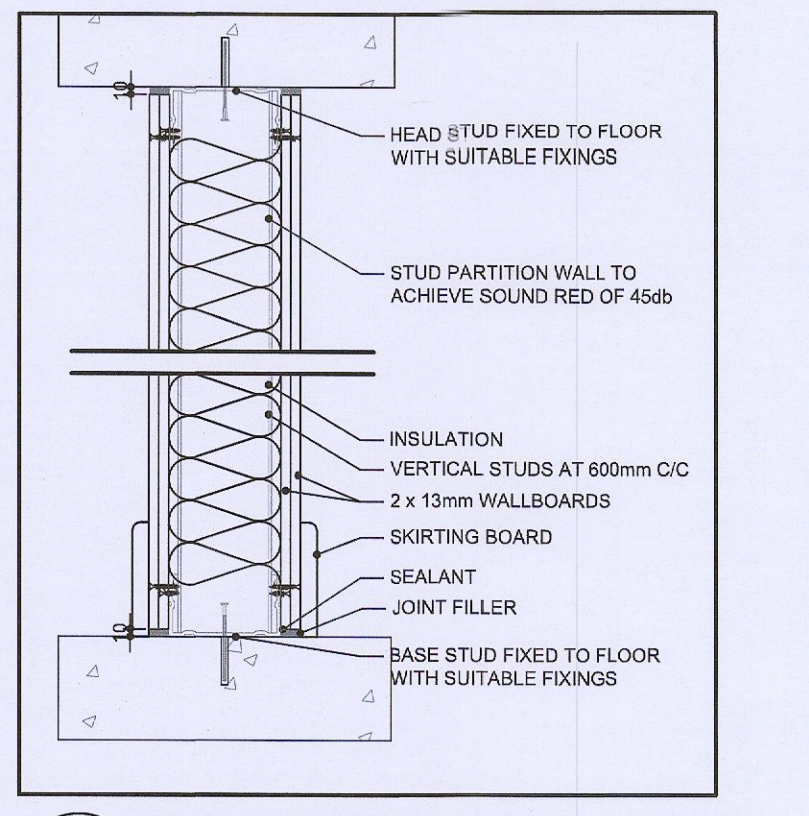 10
HEAD STUD FIXED TO FLOOR
WITH SUITABLE FIXINGS
STUD PARTITION WALL TO
ACHIEVE SOUND RED OF 45db
INSULATION
VERTICAL STUDS AT 600mm C/C
2 x 13mm WALLBOARDS
SKIRTING BOARD
SEALANT
JOINT FILLER
10
BASE STUD FIXED TO FLOOR
WITH SUITABLE FIXINGS